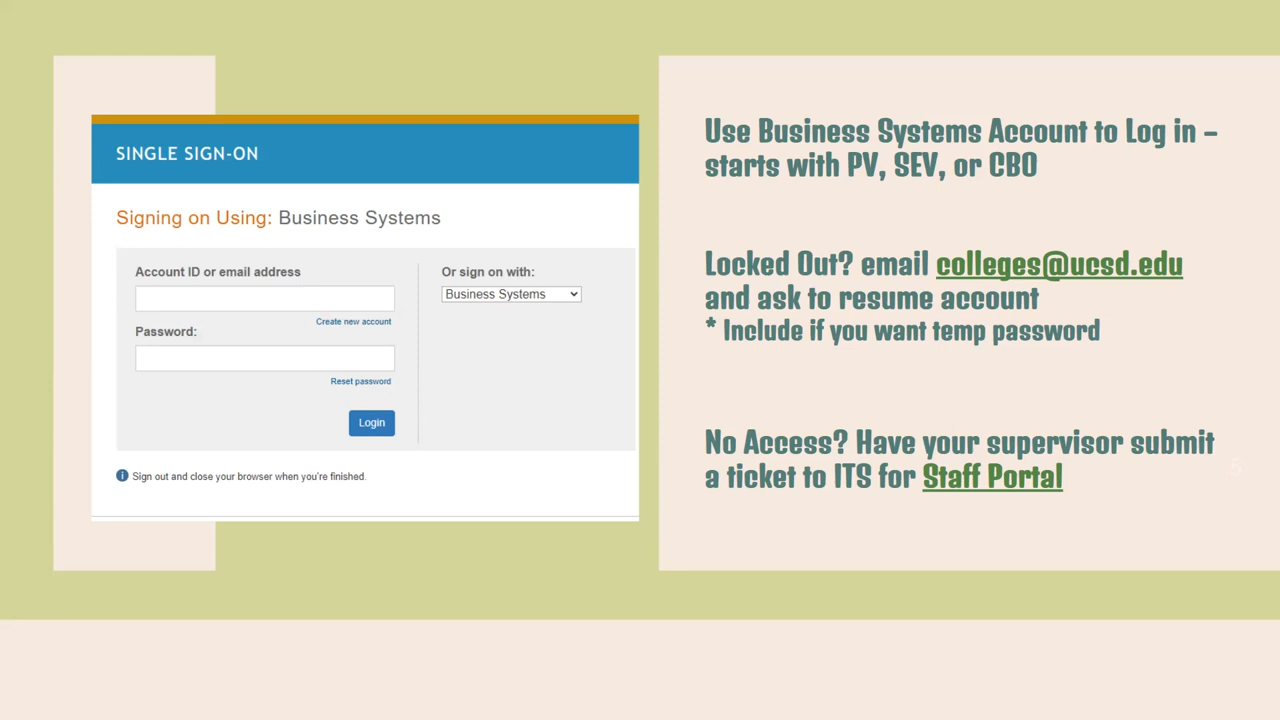 SINGLE SIGN-ON
Signing on Using: Business Systems
Account ID or email address
Create new account
Password:
Reset password
Login
Or sign on with:
Business Systems
Sign out and close your browser when you're finished.
Use Business Systems Account to Log in –
starts with PV, SEV, or CBO
Locked Out? email colleges@ucsd.edu
and ask to resume account
* Include if you want temp password
No Access? Have your supervisor submit
a ticket to ITS for Staff Portal